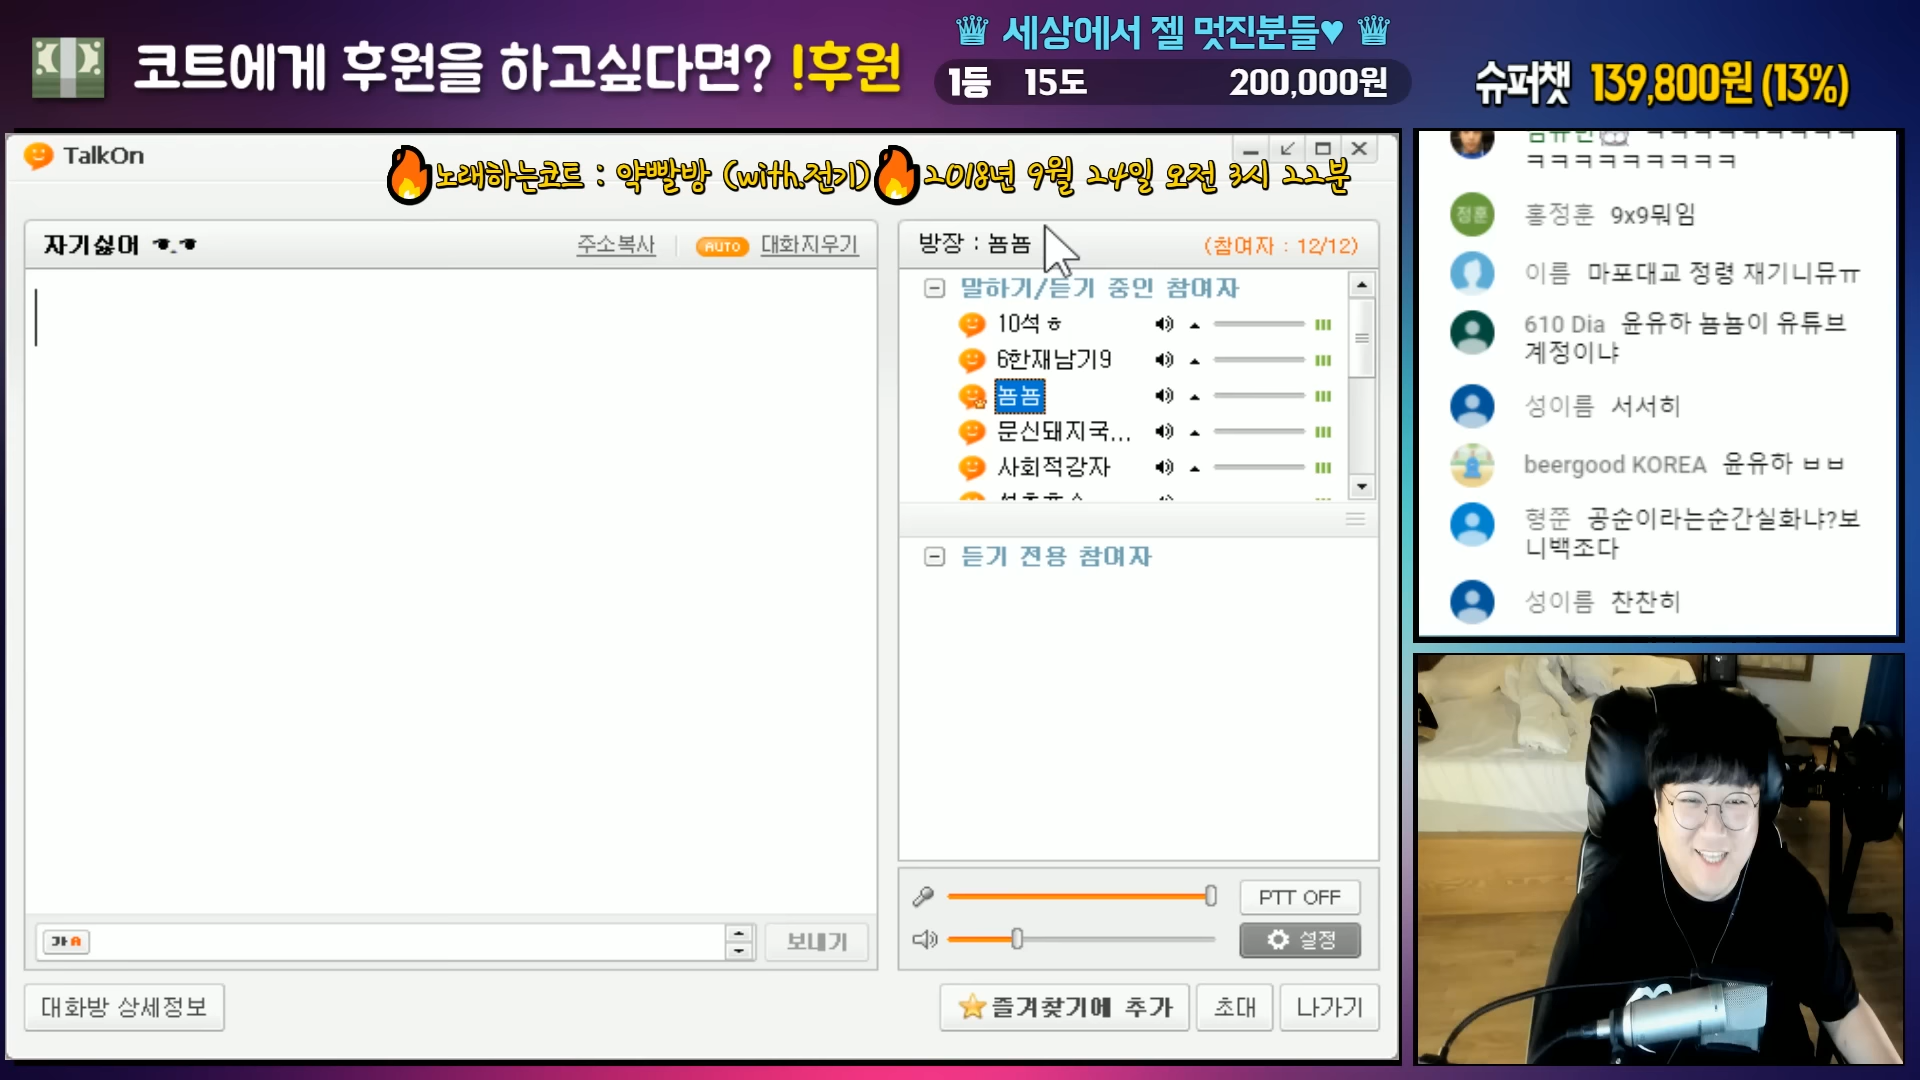 코트에게 후원을 하고싶다면? !후원
세상에서 젤 멋진분들♥
1등 15도 200,000원
슈퍼챗 139,800원 (13%)
TalkOn
노래하는코트 : 약빨방 (with.전기)
2018년 9월 24일 오전 3시 22분
자기싫어
주소복사
AUTO 대화지우기
방장 : 뇸뇸
(참여자 : 12/12)
말하기/듣기 중인 참여자
10석 ㅎ
6한재남기9
뇸뇸
문신돼지국...
사회적강자
듣기 전용 참여자
가A
보내기
PTT OFF
설정
대화방 상세정보
즐겨찾기에 추가
초대
나가기
ㅋㅋㅋㅋㅋㅋㅋㅋㅋ
정훈
홍정훈 9x9뭐임
이름 마포대교 정령 재기니뮤ㅠ
610 Dia 윤유하 뇸뇸이 유튜브
계정이냐
성이름 서서히
beergood KOREA 윤유하 ㅂㅂ
형쭌 공순이라는순간실화냐?보
니백조다
성이름 찬찬히